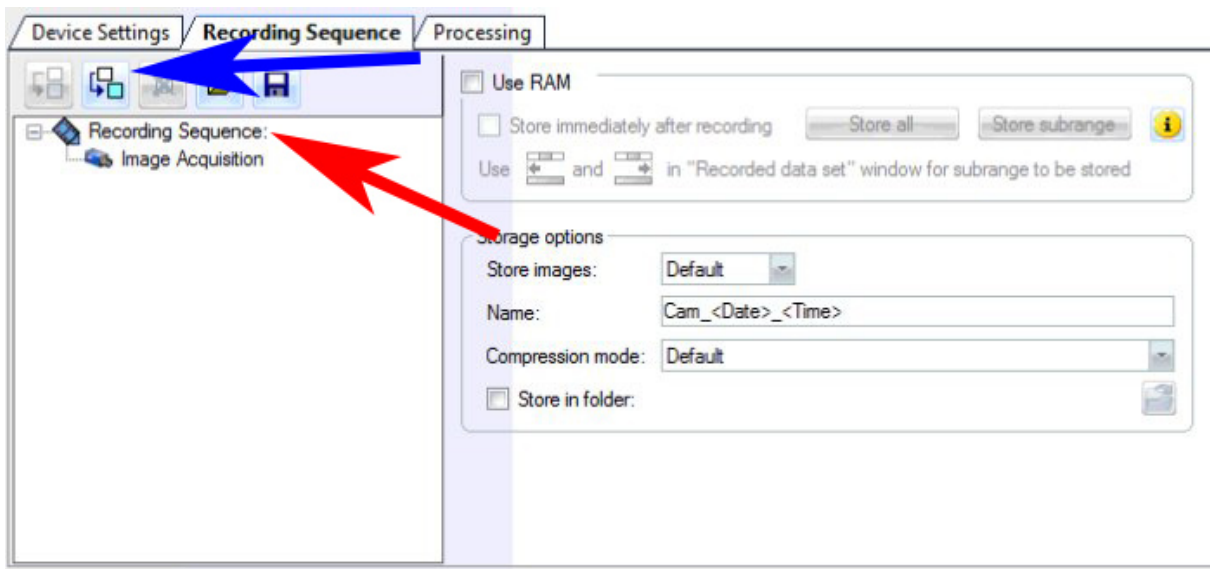 Device Settings Recording Sequence Processing
Use RAM
Store immediately after recording Store all Store subrange i
Use and in "Recorded data set" window for subrange to be stored
Recording Sequence:
Image Acquisition
Storage options
Store images: Default
Name: Cam_<Date>_<Time>
Compression mode: Default
Store in folder: